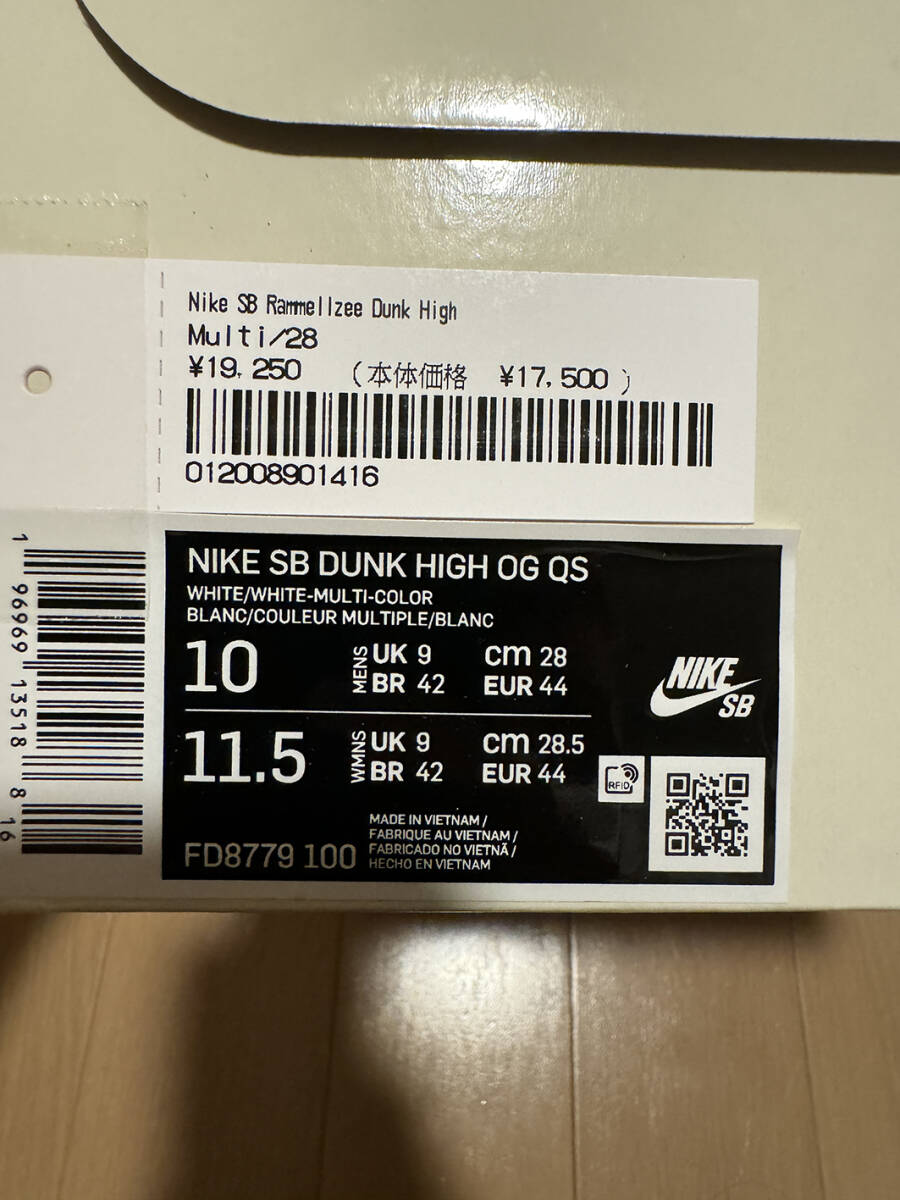 Nike SB Rammellzee Dunk High
Multi/28
¥19,250 (本体価格 ¥17,500)
012008901416
1 96969 13518 8 16
NIKE SB DUNK HIGH OG QS
WHITE/WHITE-MULTI-COLOR
BLANC/COULEUR MULTIPLE/BLANC
10 MENS UK 9 cm 28
BR 42 EUR 44
11.5 WMNS UK 9 cm 28.5
BR 42 EUR 44
NIKE
SB
RFID
FD8779 100
MADE IN VIETNAM /
FABRIQUE AU VIETNAM /
FABRICADO NO VIETNÃ /
HECHO EN VIETNAM